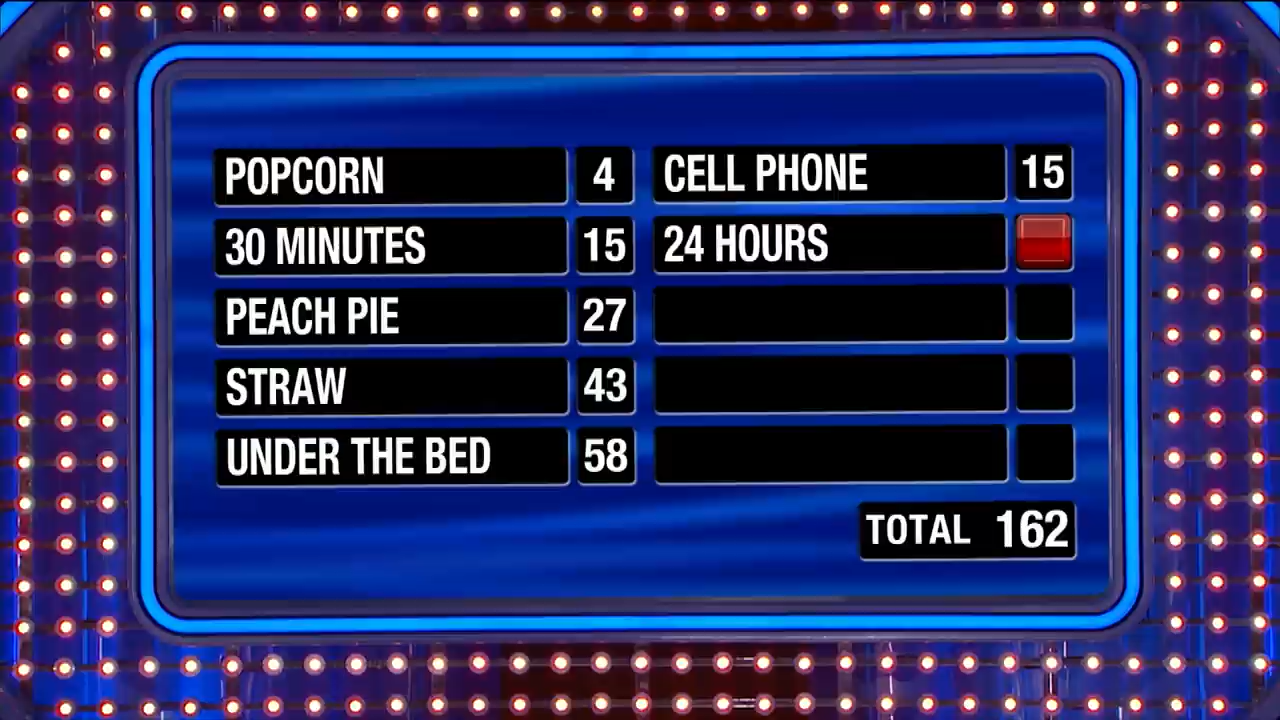 POPCORN 4
30 MINUTES 15
PEACH PIE 27
STRAW 43
UNDER THE BED 58
CELL PHONE 15
24 HOURS
TOTAL 162